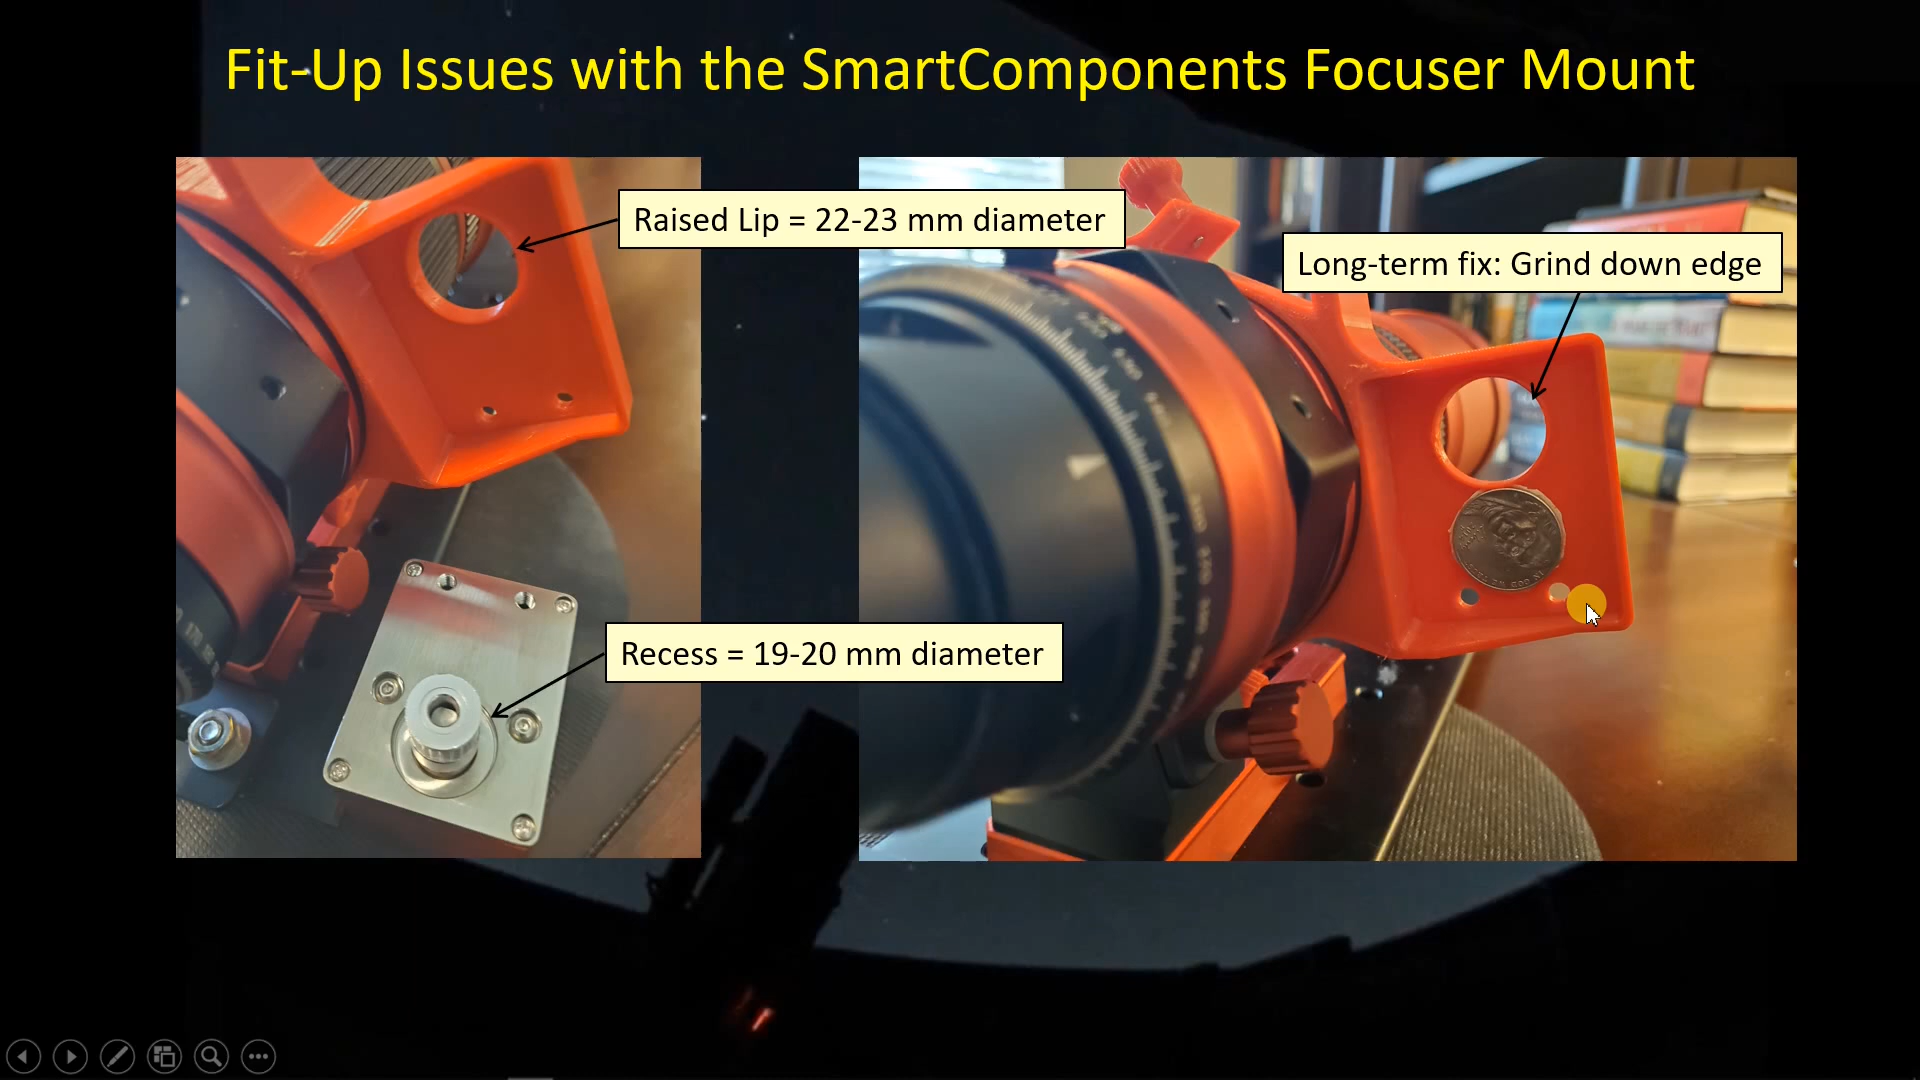 Fit-Up Issues with the SmartComponents Focuser Mount
Raised Lip = 22-23 mm diameter
Long-term fix: Grind down edge
Recess = 19-20 mm diameter